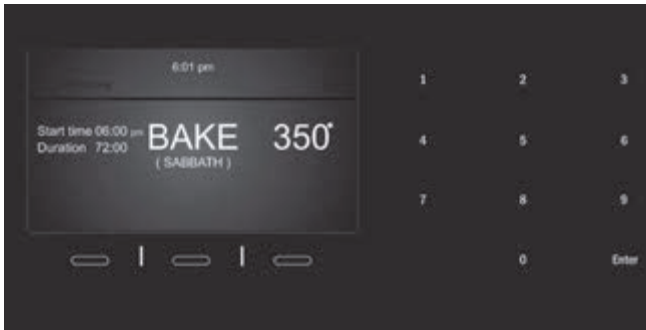 6:01 pm
Start time 06:00 pm BAKE 350°
Duration 72:00
( SABBATH )
1 2 3
4 5 6
7 8 9
0 Enter